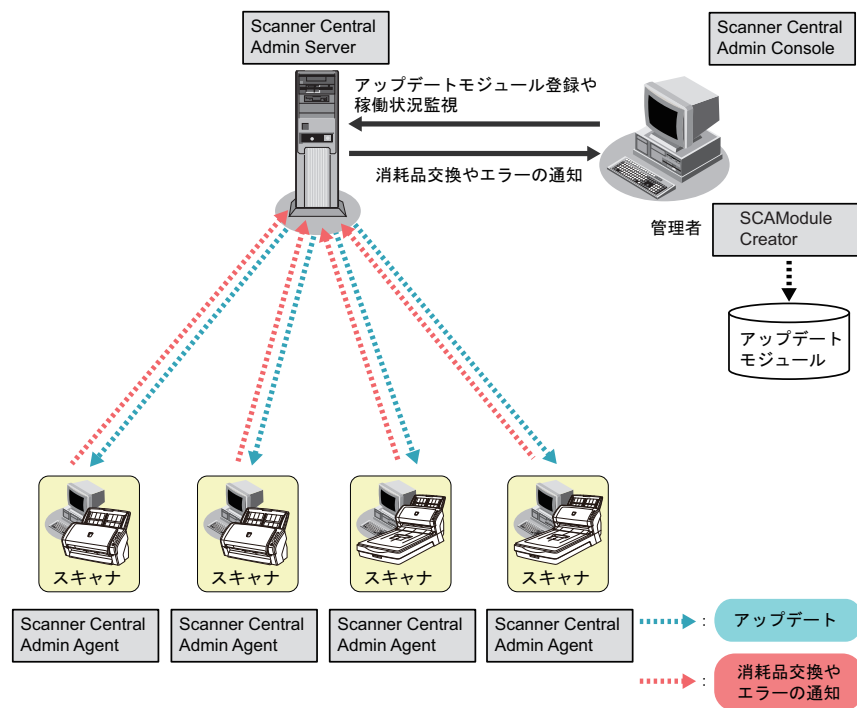 Scanner Central
Admin Server
Scanner Central
Admin Console
アップデートモジュール登録や
稼働状況監視
消耗品交換やエラーの通知
管理者
SCAModule
Creator
アップデート
モジュール
スキャナ
スキャナ
スキャナ
スキャナ
Scanner Central
Admin Agent
Scanner Central
Admin Agent
Scanner Central
Admin Agent
Scanner Central
Admin Agent
: アップデート
: 消耗品交換や
エラーの通知